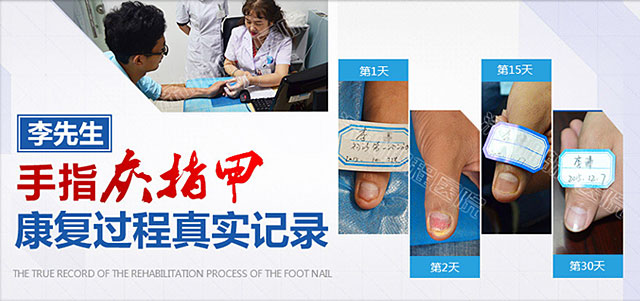 李先生
手指灰指甲
康复过程真实记录
THE TRUE RECORD OF THE REHABILITATION PROCESS OF THE FOOT NAIL
第1天
第2天
第15天
第30天